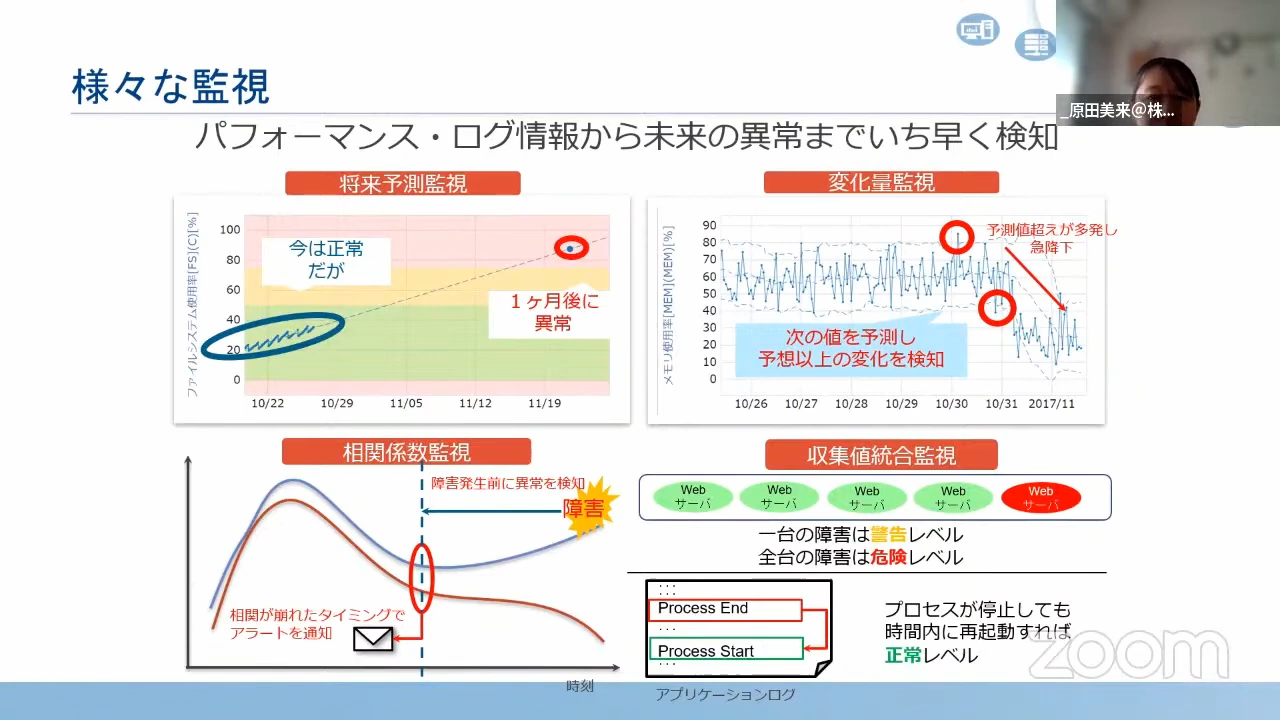 様々な監視
_原田美来@株...
パフォーマンス・ログ情報から未来の異常までいち早く検知
将来予測監視
ファイルシステム使用率[FS](C)[%]
100
80
60
40
20
0
今は正常
だが
1ヶ月後に
異常
10/22 10/29 11/05 11/12 11/19
変化量監視
メモリ使用率[MEM](MEM)[%]
90
80
70
60
50
40
30
20
10
0
予測値超えが多発し
急降下
次の値を予測し
予想以上の変化を検知
10/26 10/27 10/28 10/29 10/30 10/31 2017/11
相関係数監視
障害発生前に異常を検知
障害
相関が崩れたタイミングで
アラートを通知
時刻
収集値統合監視
Web
サーバ
Web
サーバ
Web
サーバ
Web
サーバ
Web
サーバ
一台の障害は警告レベル
全台の障害は危険レベル
...
...
Process End
...
Process Start
...
アプリケーションログ
プロセスが停止しても
時間内に再起動すれば
正常レベル
zoom